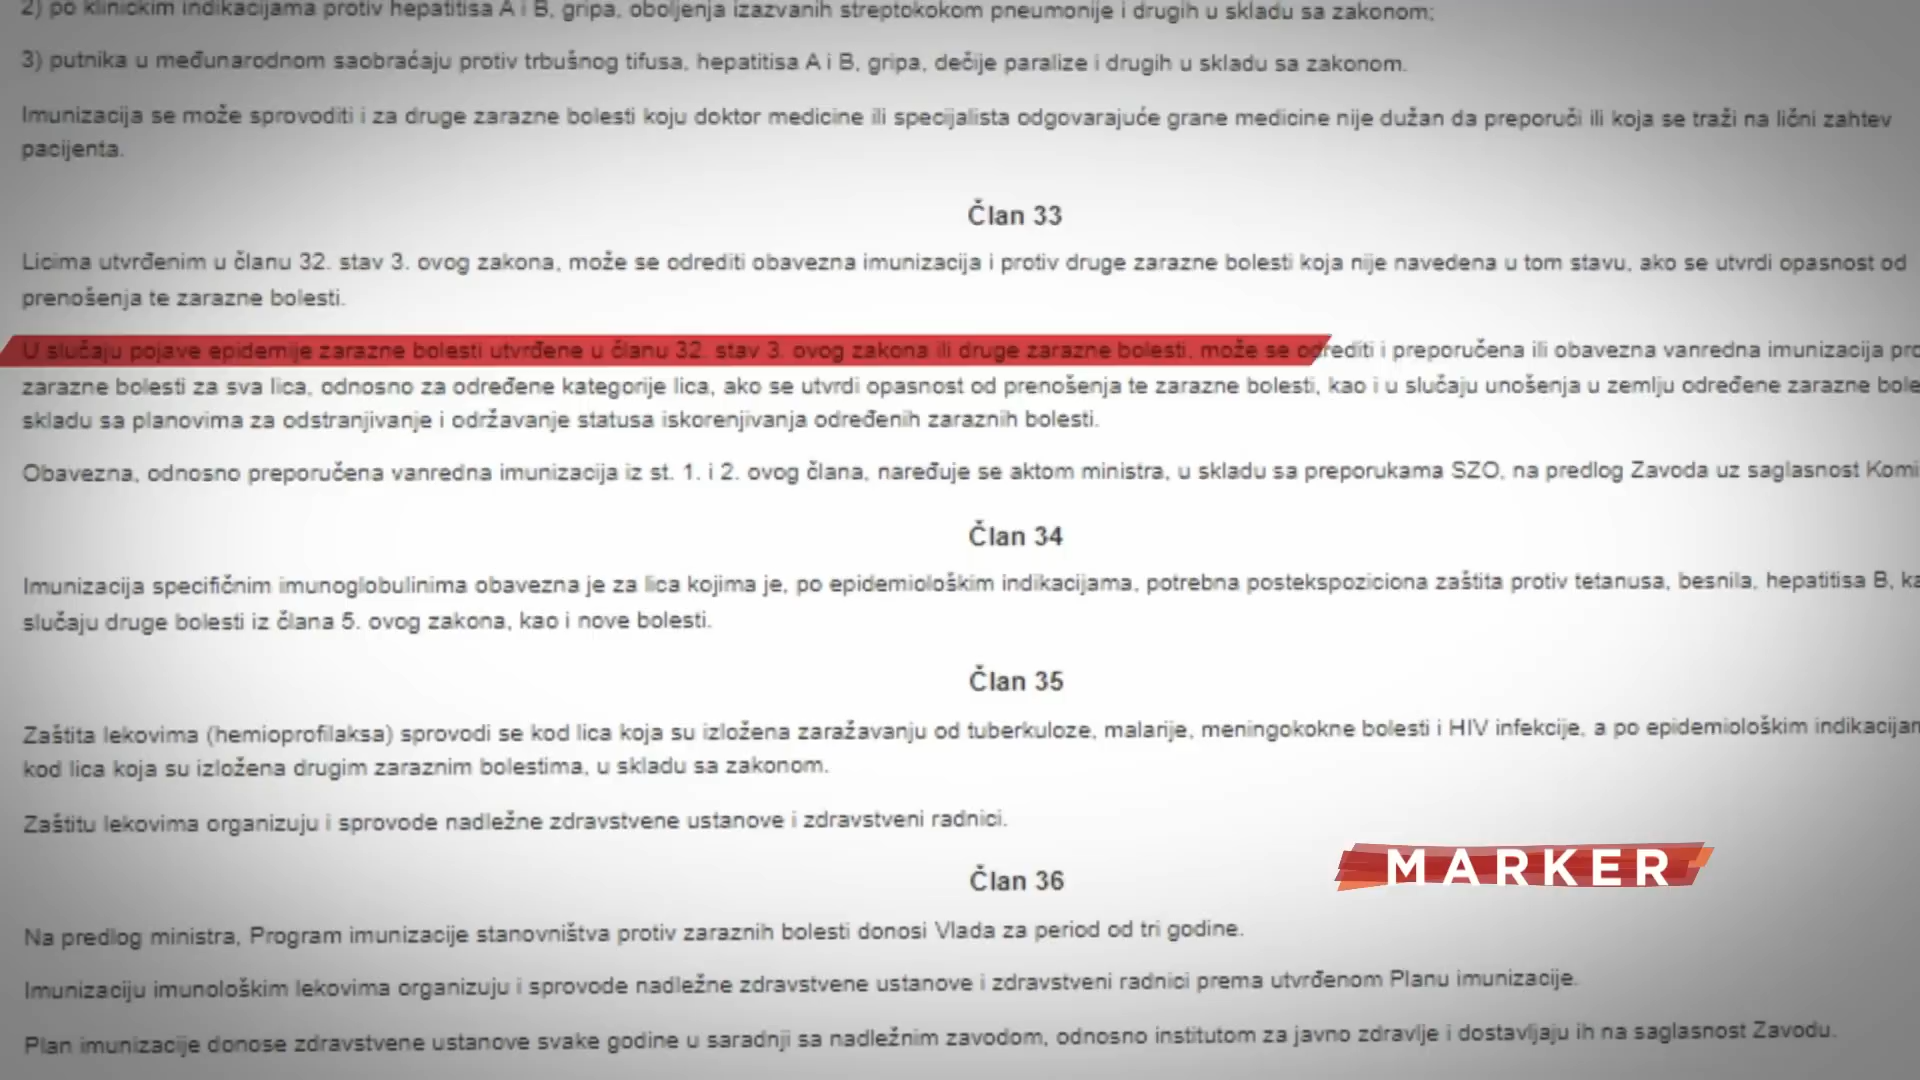 2) po kliničkim indikacijama protiv hepatitisa A i B, gripa, oboljenja izazvanih streptokokom pneumonije i drugih u skladu sa zakonom;
3) putnika u međunarodnom saobraćaju protiv trbušnog tifusa, hepatitisa A i B, gripa, dečije paralize i drugih u skladu sa zakonom.
Imunizacija se može sprovoditi i za druge zarazne bolesti koju doktor medicine ili specijalista odgovarajuće grane medicine nije dužan da preporuči ili koja se traži na lični zahtev
pacijenta.
Član 33
Licima utvrđenim u članu 32. stav 3. ovog zakona, može se odrediti obavezna imunizacija i protiv druge zarazne bolesti koja nije navedena u tom stavu, ako se utvrdi opasnost od
prenošenja te zarazne bolesti.
U slučaju pojave epidemije zarazne bolesti utvrđene u članu 32. stav 3. ovog zakona ili druge zarazne bolesti, može se odrediti i preporučena ili obavezna vanredna imunizacija
zarazne bolesti za sva lica, odnosno za određene kategorije lica, ako se utvrdi opasnost od prenošenja te zarazne bolesti, kao i u slučaju unošenja u zemlju određene zarazne
skladu sa planovima za odstranjivanje i održavanje statusa iskorenjivanja određenih zaraznih bolesti.
Obavezna, odnosno preporučena vanredna imunizacija iz st. 1. i 2. ovog člana, naređuje se aktom ministra, u skladu sa preporukama SZO, na predlog Zavoda uz saglasnost
Član 34
Imunizacija specifičnim imunoglobulinima obavezna je za lica kojima je, po epidemiološkim indikacijama, potrebna postekspoziciona zaštita protiv tetanusa, besnila, hepatitisa B,
slučaju druge bolesti iz člana 5. ovog zakona, kao i nove bolesti.
Član 35
Zaštita lekovima (hemioprofilaksa) sprovodi se kod lica koja su izložena zaražavanju od tuberkuloze, malarije, meningokokne bolesti i HIV infekcije, a po epidemiološkim
kod lica koja su izložena drugim zaraznim bolestima, u skladu sa zakonom.
Zaštitu lekovima organizuju i sprovode nadležne zdravstvene ustanove i zdravstveni radnici.
MARKER
Član 36
Na predlog ministra, Program imunizacije stanovništva protiv zaraznih bolesti donosi Vlada za period od tri godine.
Imunizaciju imunološkim lekovima organizuju i sprovode nadležne zdravstvene ustanove i zdravstveni radnici prema utvrđenom Planu imunizacije.
Plan imunizacije donose zdravstvene ustanove svake godine u saradnji sa nadležnim zavodom, odnosno institutom za javno zdravlje i dostavljaju ih na saglasnost Zavodu.